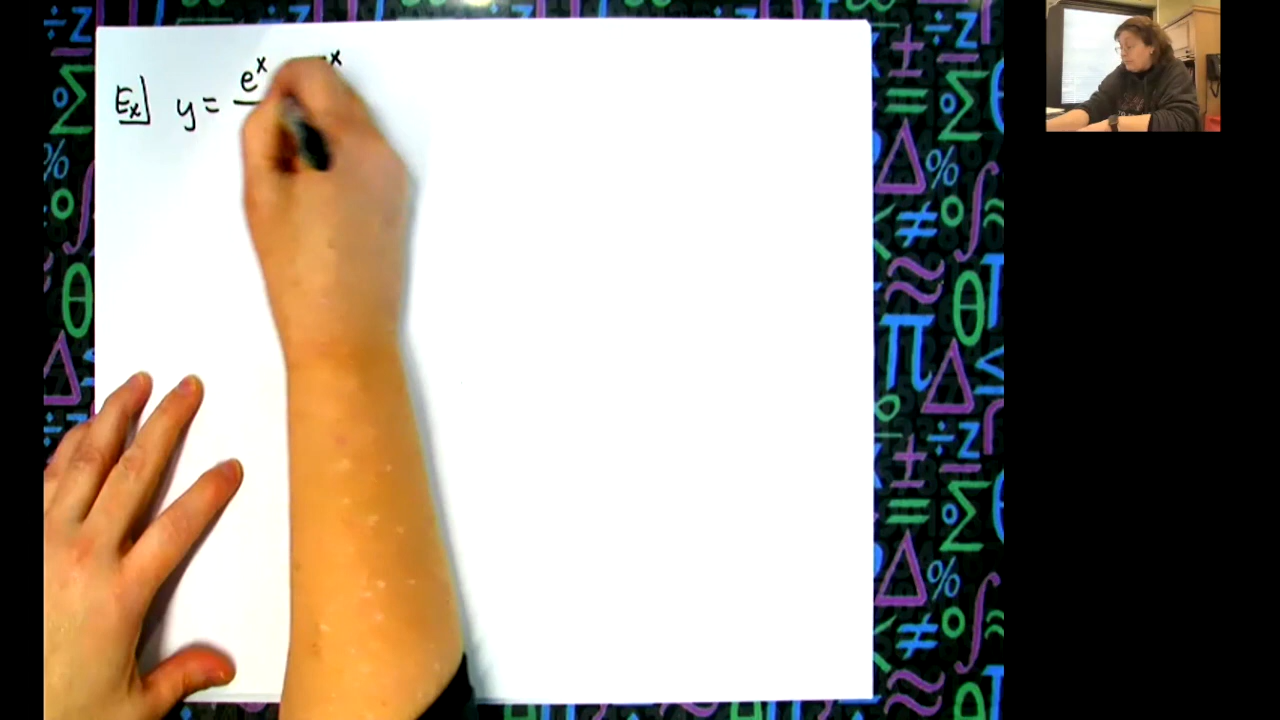 Ex] y = e^x x